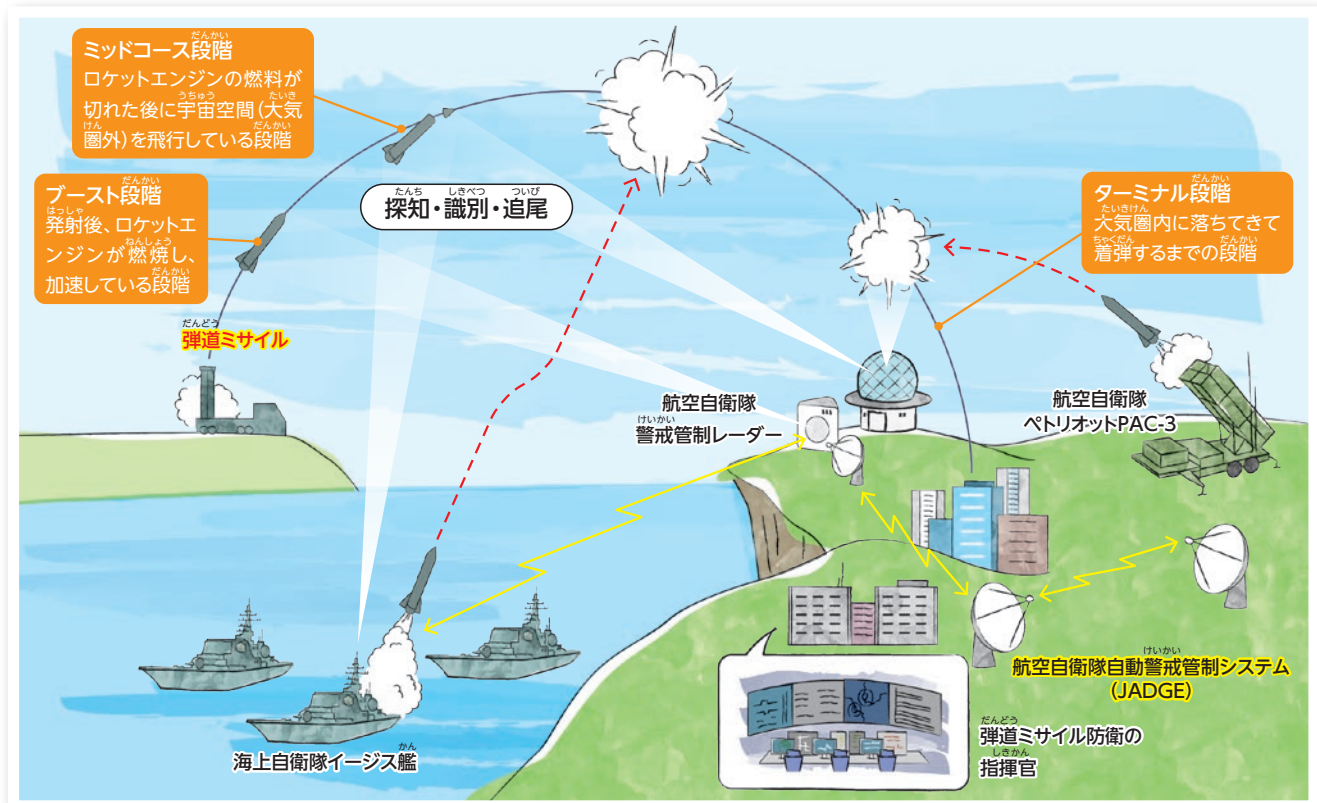 ミッドコース段階
ロケットエンジンの燃料が
切れた後に宇宙空間(大気
圏外)を飛行している段階
ブースト段階
発射後、ロケットエ
ンジンが燃焼し、
加速している段階
探知・識別・追尾
ターミナル段階
大気圏内に落ちてきて
着弾するまでの段階
弾道ミサイル
航空自衛隊
警戒管制レーダー
航空自衛隊
ペトリオットPAC-3
航空自衛隊自動警戒管制システム
(JADGE)
弾道ミサイル防衛の
指揮官
海上自衛隊イージス艦